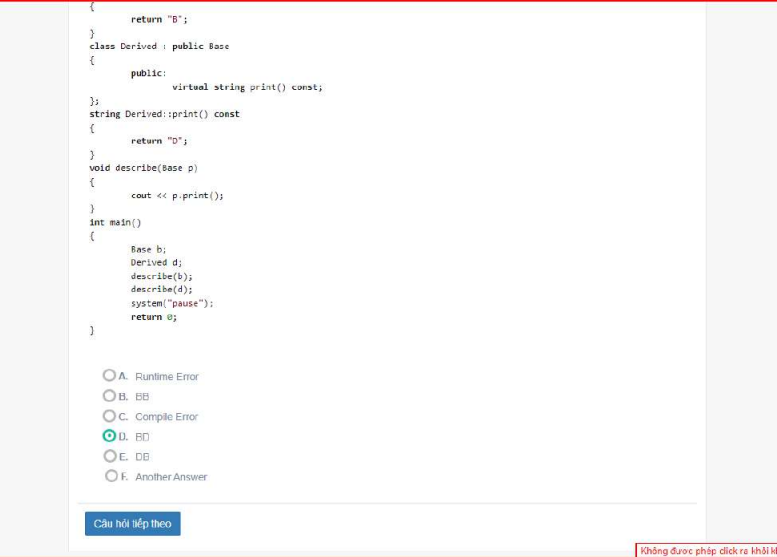 {
return "B";
}
class Derived : public Base
{
public:
virtual string print() const;
};
string Derived::print() const
{
return "D";
}
void describe(Base p)
{
cout << p.print();
}
int main()
{
Base b;
Derived d;
describe(b);
describe(d);
system("pause");
return 0;
}
A. Runtime Error
B. BB
C. Compile Error
D. BD
E. DB
F. Another Answer
Câu hỏi tiếp theo
Không được phép click ra khỏi